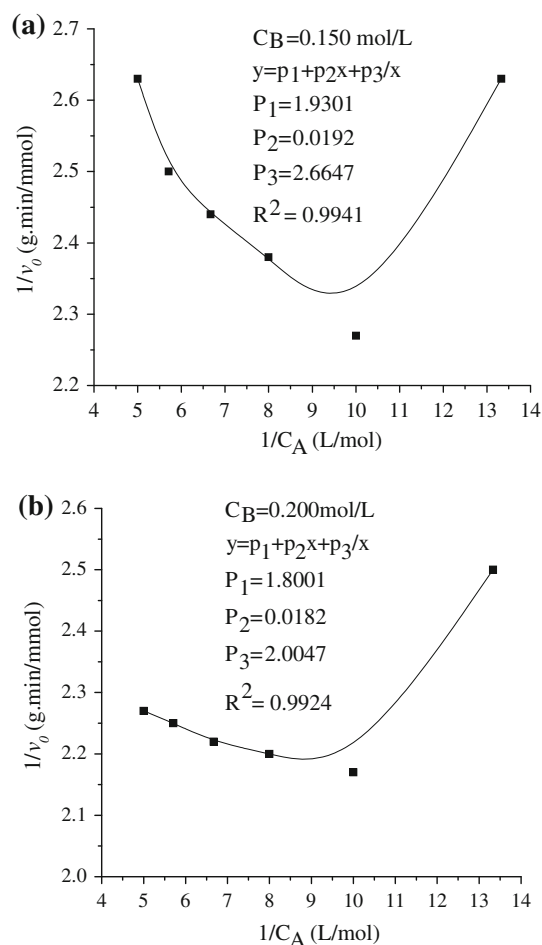 (a)
2.7
2.6
2.5
2.4
2.3
2.2
1/v₀ (g.min/mmol)
C_B=0.150 mol/L
y=p₁+p₂x+p₃/x
P₁=1.9301
P₂=0.0192
P₃=2.6647
R²= 0.9941
4 5 6 7 8 9 10 11 12 13 14
1/C_A (L/mol)
(b)
2.6
2.5
2.4
2.3
2.2
2.1
2.0
1/v₀ (g.min/mmol)
C_B=0.200mol/L
y=p₁+p₂x+p₃/x
P₁=1.8001
P₂=0.0182
P₃=2.0047
R²= 0.9924
4 5 6 7 8 9 10 11 12 13 14
1/C_A (L/mol)